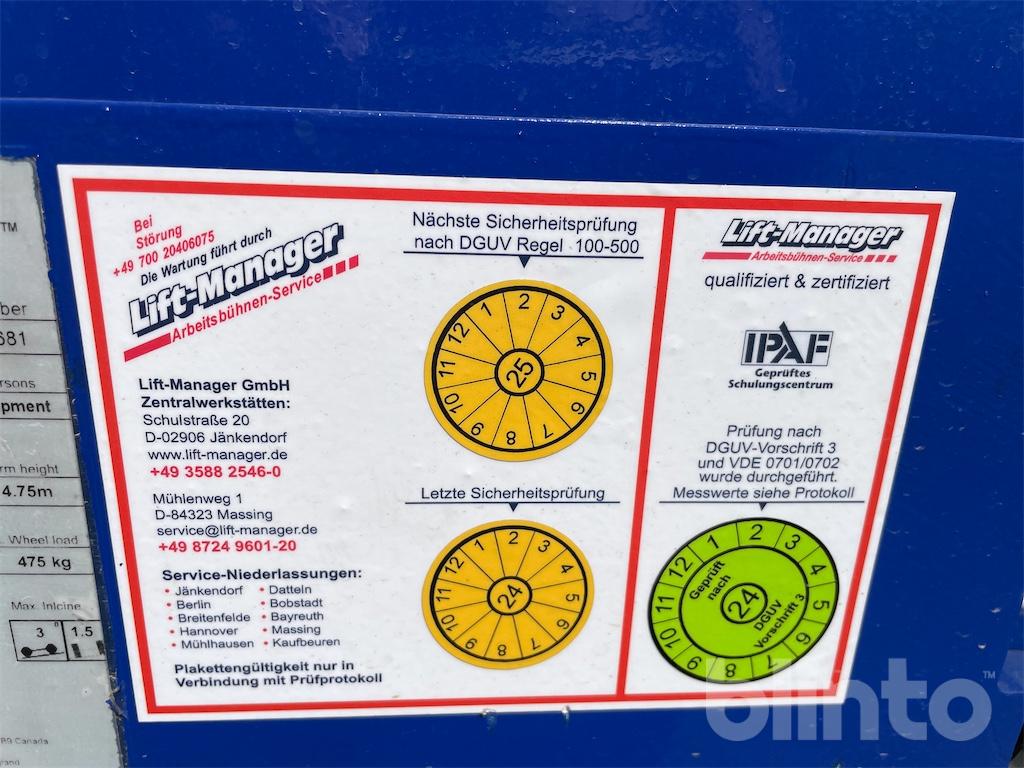 TM
ber
681
rsons
pment
rm height
4.75m
Wheel load
475 kg
Max. Incline
3° 1.5
R9 Canada
Bei
Störung
+49 700 20406075
Die Wartung führt durch
Lift-Manager
Arbeitsbühnen-Service
Lift-Manager GmbH
Zentralwerkstätten:
Schulstraße 20
D-02906 Jänkendorf
www.lift-manager.de
+49 3588 2546-0
Mühlenweg 1
D-84323 Massing
service@lift-manager.de
+49 8724 9601-20
Service-Niederlassungen:
• Jänkendorf • Datteln
• Berlin • Bobstadt
• Breitenfelde • Bayreuth
• Hannover • Massing
• Mühlhausen • Kaufbeuren
Plakettengültigkeit nur in
Verbindung mit Prüfprotokoll
Nächste Sicherheitsprüfung
nach DGUV Regel 100-500
1 2 3 4 5 6 7 8 9 10 11 12
25
Letzte Sicherheitsprüfung
1 2 3 4 5 6 7 8 9 10 11 12
24
Lift-Manager
Arbeitsbühnen-Service
qualifiziert & zertifiziert
IPAF
Geprüftes
Schulungscentrum
Prüfung nach
DGUV-Vorschrift 3
und VDE 0701/0702
wurde durchgeführt.
Messwerte siehe Protokoll
1 2 3 4 5 6 7 8 9 10 11 12
Geprüft
nach
24
DGUV
Vorschrift 3
blinto™